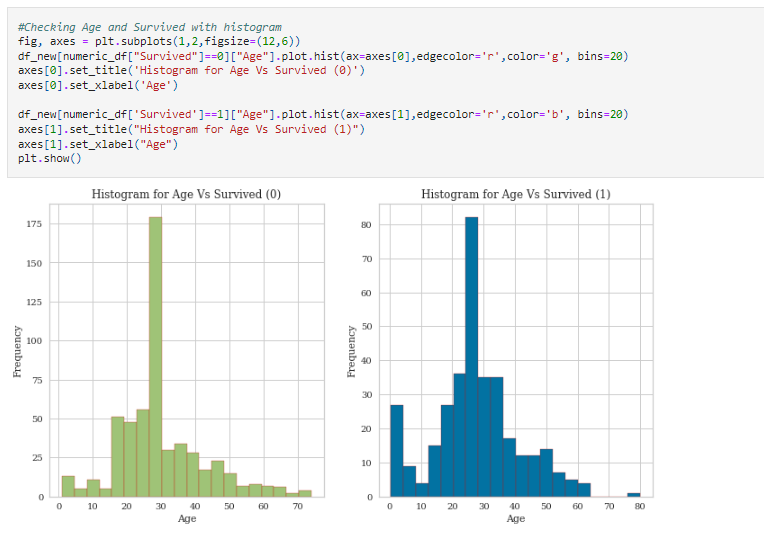 #Checking Age and Survived with histogram
fig, axes = plt.subplots(1,2,figsize=(12,6))
df_new[numeric_df["Survived"]==0]["Age"].plot.hist(ax=axes[0],edgecolor='r',color='g', bins=20)
axes[0].set_title('Histogram for Age Vs Survived (0)')
axes[0].set_xlabel('Age')
df_new[numeric_df['Survived']==1]["Age"].plot.hist(ax=axes[1],edgecolor='r',color='b', bins=20)
axes[1].set_title("Histogram for Age Vs Survived (1)")
axes[1].set_xlabel("Age")
plt.show()
Histogram for Age Vs Survived (0)
175
150
125
100
75
50
25
0
Frequency
0 10 20 30 40 50 60 70
Age
Histogram for Age Vs Survived (1)
80
70
60
50
40
30
20
10
0
Frequency
0 10 20 30 40 50 60 70 80
Age